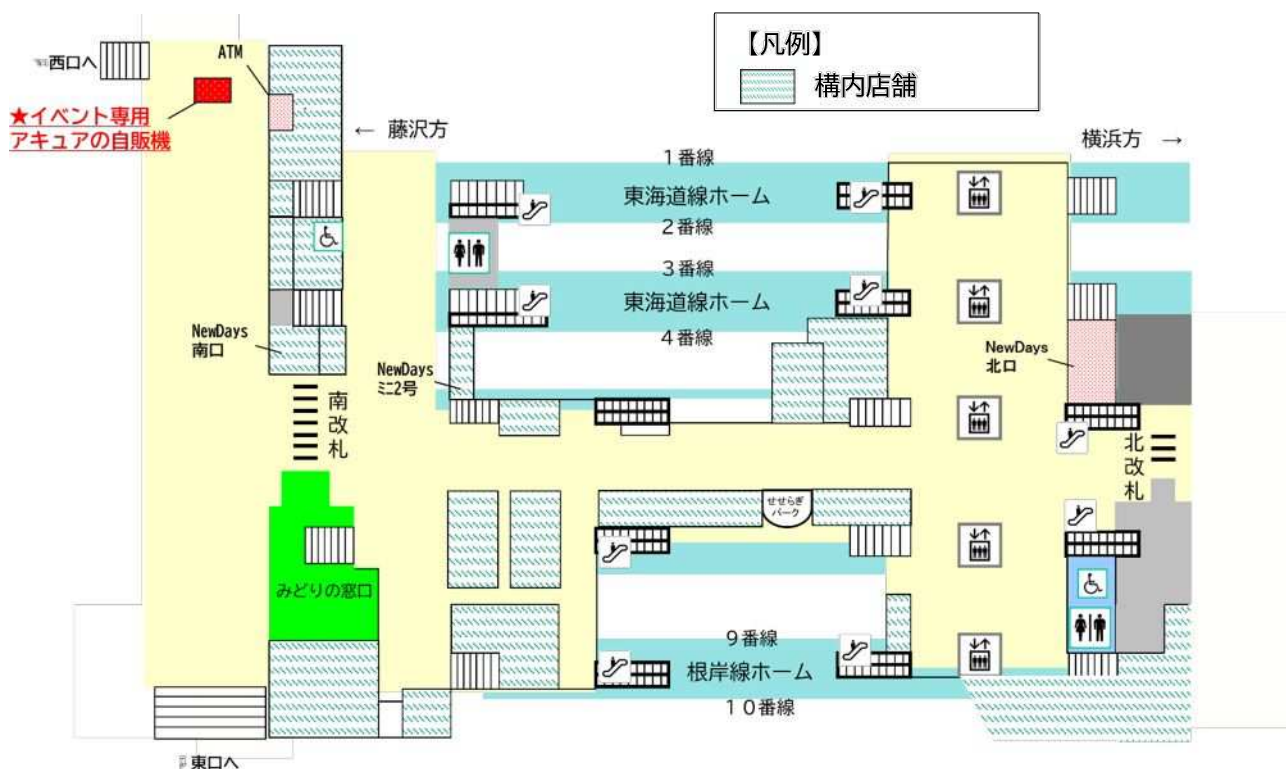 【凡例】
構内店舗
西口へ
ATM
★イベント専用
アキュアの自販機
← 藤沢方
横浜方 →
1番線
東海道線ホーム
2番線
3番線
東海道線ホーム
4番線
NewDays
南口
NewDays
ミニ2号
NewDays
北口
南改札
北改札
せせらぎ
パーク
みどりの窓口
9番線
根岸線ホーム
10番線
東口へ